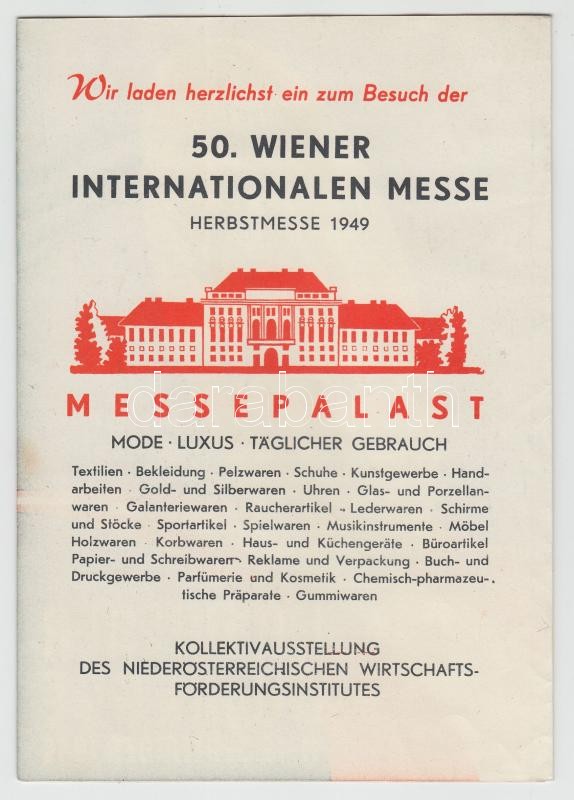 Wir laden herzlichst ein zum Besuch der
50. WIENER
INTERNATIONALEN MESSE
HERBSTMESSE 1949
darabanth
MESSEPALAST
MODE · LUXUS · TÄGLICHER GEBRAUCH
Textilien · Bekleidung · Pelzwaren · Schuhe · Kunstgewerbe · Hand-
arbeiten · Gold- und Silberwaren · Uhren · Glas- und Porzellan-
waren · Galanteriewaren · Raucherartikel · Lederwaren · Schirme
und Stöcke · Sportartikel · Spielwaren · Musikinstrumente · Möbel
Holzwaren · Korbwaren · Haus- und Küchengeräte · Büroartikel
Papier- und Schreibwaren · Reklame und Verpackung · Buch- und
Druckgewerbe · Parfümerie und Kosmetik · Chemisch-pharmazeu-
tische Präparate · Gummiwaren
KOLLEKTIVAUSSTELLUNG
DES NIEDERÖSTERREICHISCHEN WIRTSCHAFTS-
FÖRDERUNGSINSTITUTES